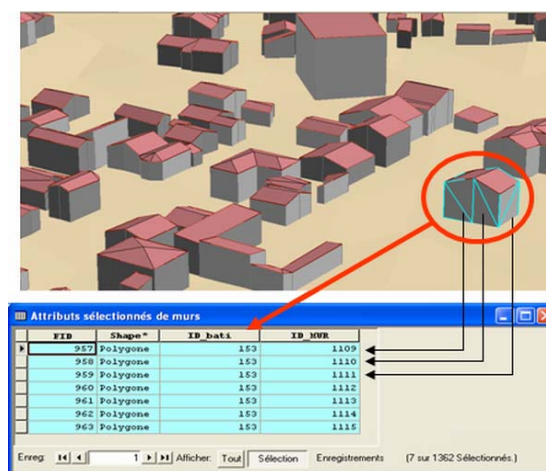 Attributs sélectionnés de murs
FID Shape* ID_bati ID_MUR
957 Polygone 153 1109
958 Polygone 153 1110
959 Polygone 153 1111
960 Polygone 153 1112
961 Polygone 153 1113
962 Polygone 153 1114
963 Polygone 153 1115
Enreg: 1 Afficher: Tout Sélection Enregistrements (7 sur 1362 Sélectionnés.)